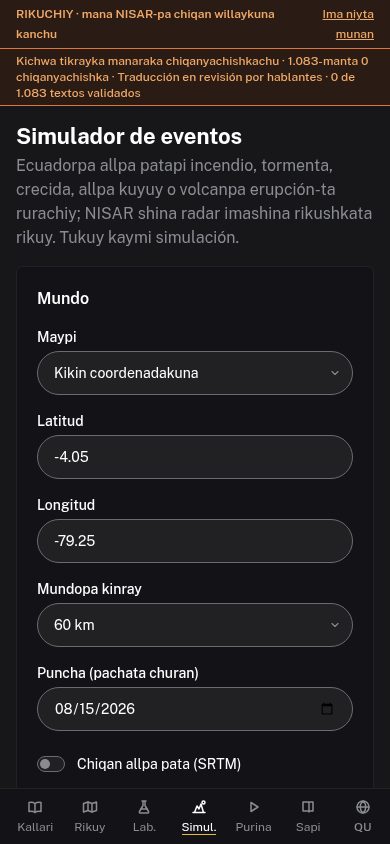 RIKUCHIY · mana NISAR-pa chiqan willaykuna
kanchu
Ima niyta
munan
Kichwa tikrayka manaraka chiqanyachishkachu · 1.083-manta 0
chiqanyachishka · Traducción en revisión por hablantes · 0 de
1.083 textos validados
Simulador de eventos
Ecuadorpa allpa patapi incendio, tormenta,
crecida, allpa kuyuy o volcanpa erupción-ta
rurachiy; NISAR shina radar imashina rikushkata
rikuy. Tukuy kaymi simulación.
Mundo
Maypi
Kikin coordenadakuna
Latitud
-4.05
Longitud
-79.25
Mundopa kinray
60 km
Puncha (pachata churan)
08/15/2026
Chiqan allpa pata (SRTM)
Kallari
Rikuy
Lab.
Simul.
Purina
Sapi
QU